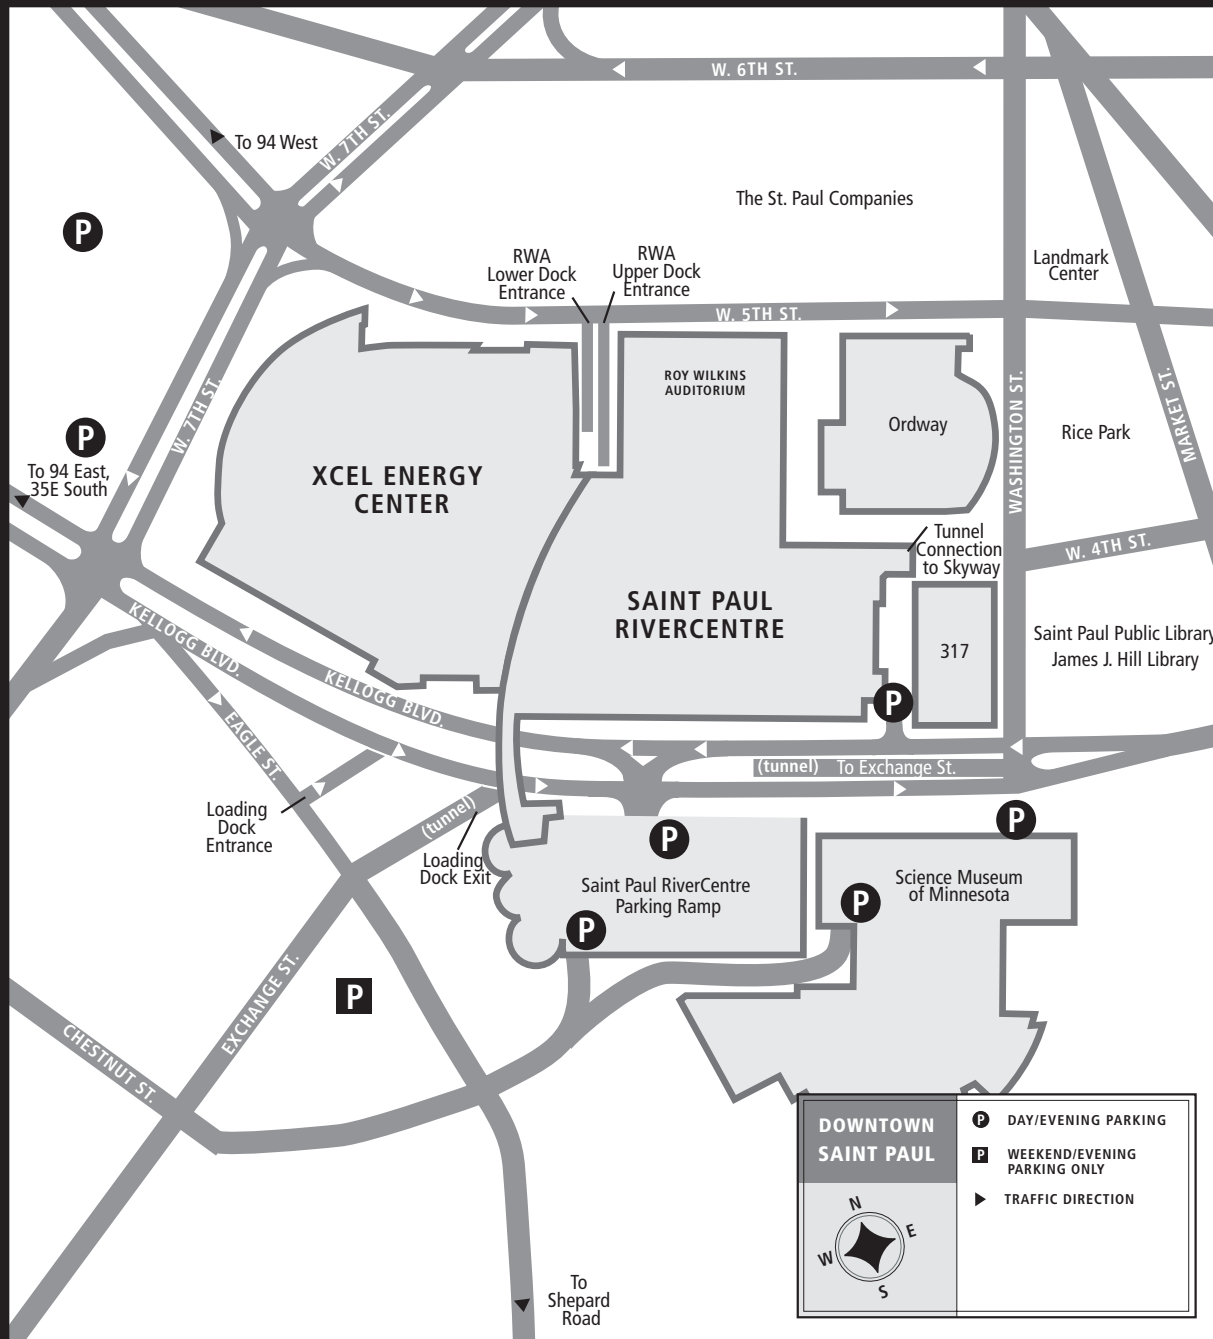 W. 6TH ST.
To 94 West
W. 7TH ST.
P
The St. Paul Companies
RWA
Lower Dock
Entrance
RWA
Upper Dock
Entrance
Landmark
Center
W. 5TH ST.
ROY WILKINS
AUDITORIUM
W. 7TH ST.
P
To 94 East,
35E South
XCEL ENERGY
CENTER
Ordway
WASHINGTON ST.
Rice Park
MARKET ST.
Tunnel
Connection
to Skyway
W. 4TH ST.
SAINT PAUL
RIVERCENTRE
317
Saint Paul Public Library
James J. Hill Library
KELLOGG BLVD.
KELLOGG BLVD.
P
EAGLE ST.
(tunnel) To Exchange St.
Loading
Dock
Entrance
(tunnel)
Loading
Dock Exit
P
P
Saint Paul RiverCentre
Parking Ramp
P
Science Museum
of Minnesota
P
P
EXCHANGE ST.
CHESTNUT ST.
To
Shepard
Road
DOWNTOWN
SAINT PAUL
N
E
W
S
P DAY/EVENING PARKING
P WEEKEND/EVENING
PARKING ONLY
TRAFFIC DIRECTION